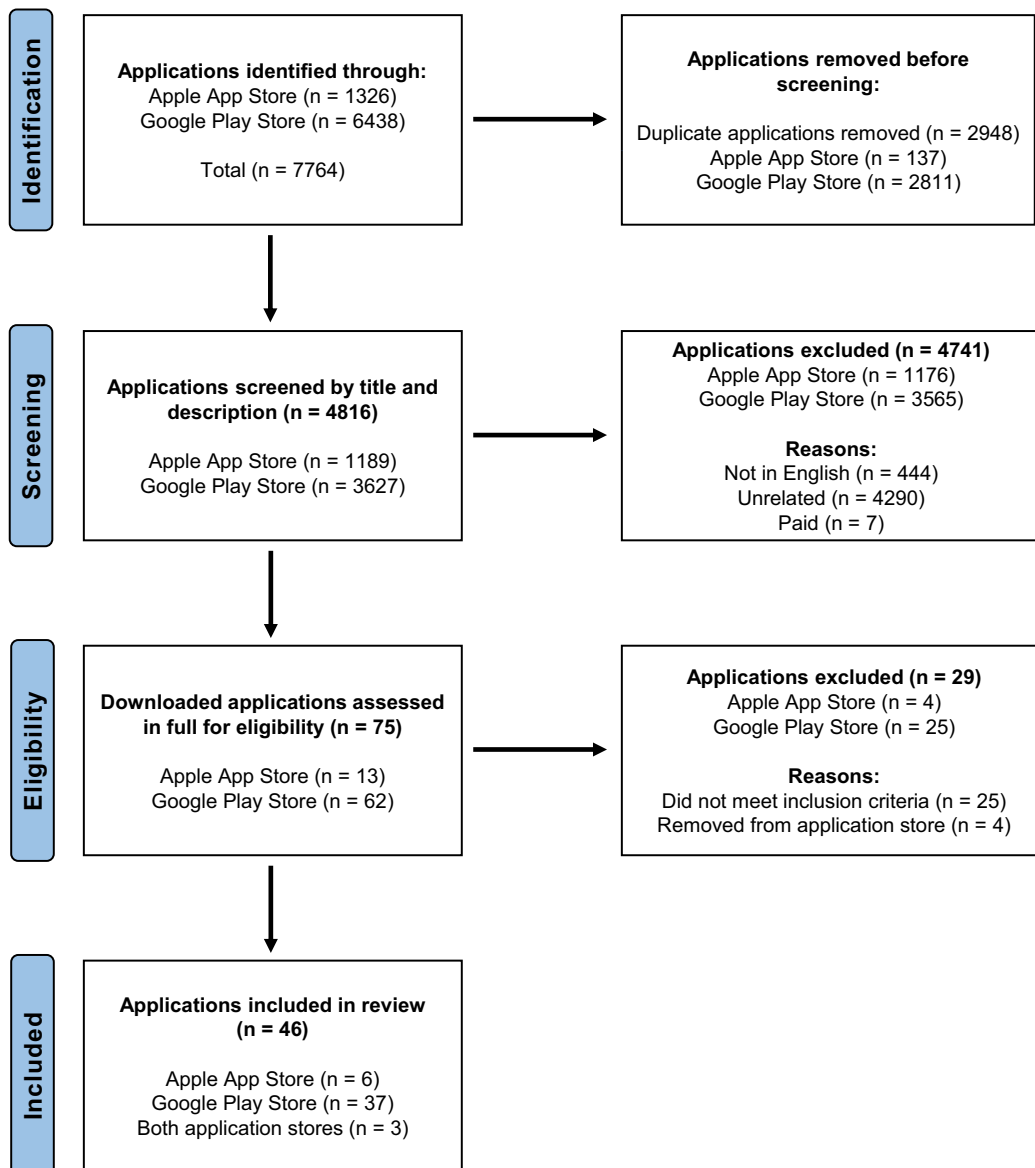 Identification
Applications identified through:
Apple App Store (n = 1326)
Google Play Store (n = 6438)
Total (n = 7764)
Applications removed before
screening:
Duplicate applications removed (n = 2948)
Apple App Store (n = 137)
Google Play Store (n = 2811)
Screening
Applications screened by title and
description (n = 4816)
Apple App Store (n = 1189)
Google Play Store (n = 3627)
Applications excluded (n = 4741)
Apple App Store (n = 1176)
Google Play Store (n = 3565)
Reasons:
Not in English (n = 444)
Unrelated (n = 4290)
Paid (n = 7)
Eligibility
Downloaded applications assessed
in full for eligibility (n = 75)
Apple App Store (n = 13)
Google Play Store (n = 62)
Applications excluded (n = 29)
Apple App Store (n = 4)
Google Play Store (n = 25)
Reasons:
Did not meet inclusion criteria (n = 25)
Removed from application store (n = 4)
Included
Applications included in review
(n = 46)
Apple App Store (n = 6)
Google Play Store (n = 37)
Both application stores (n = 3)